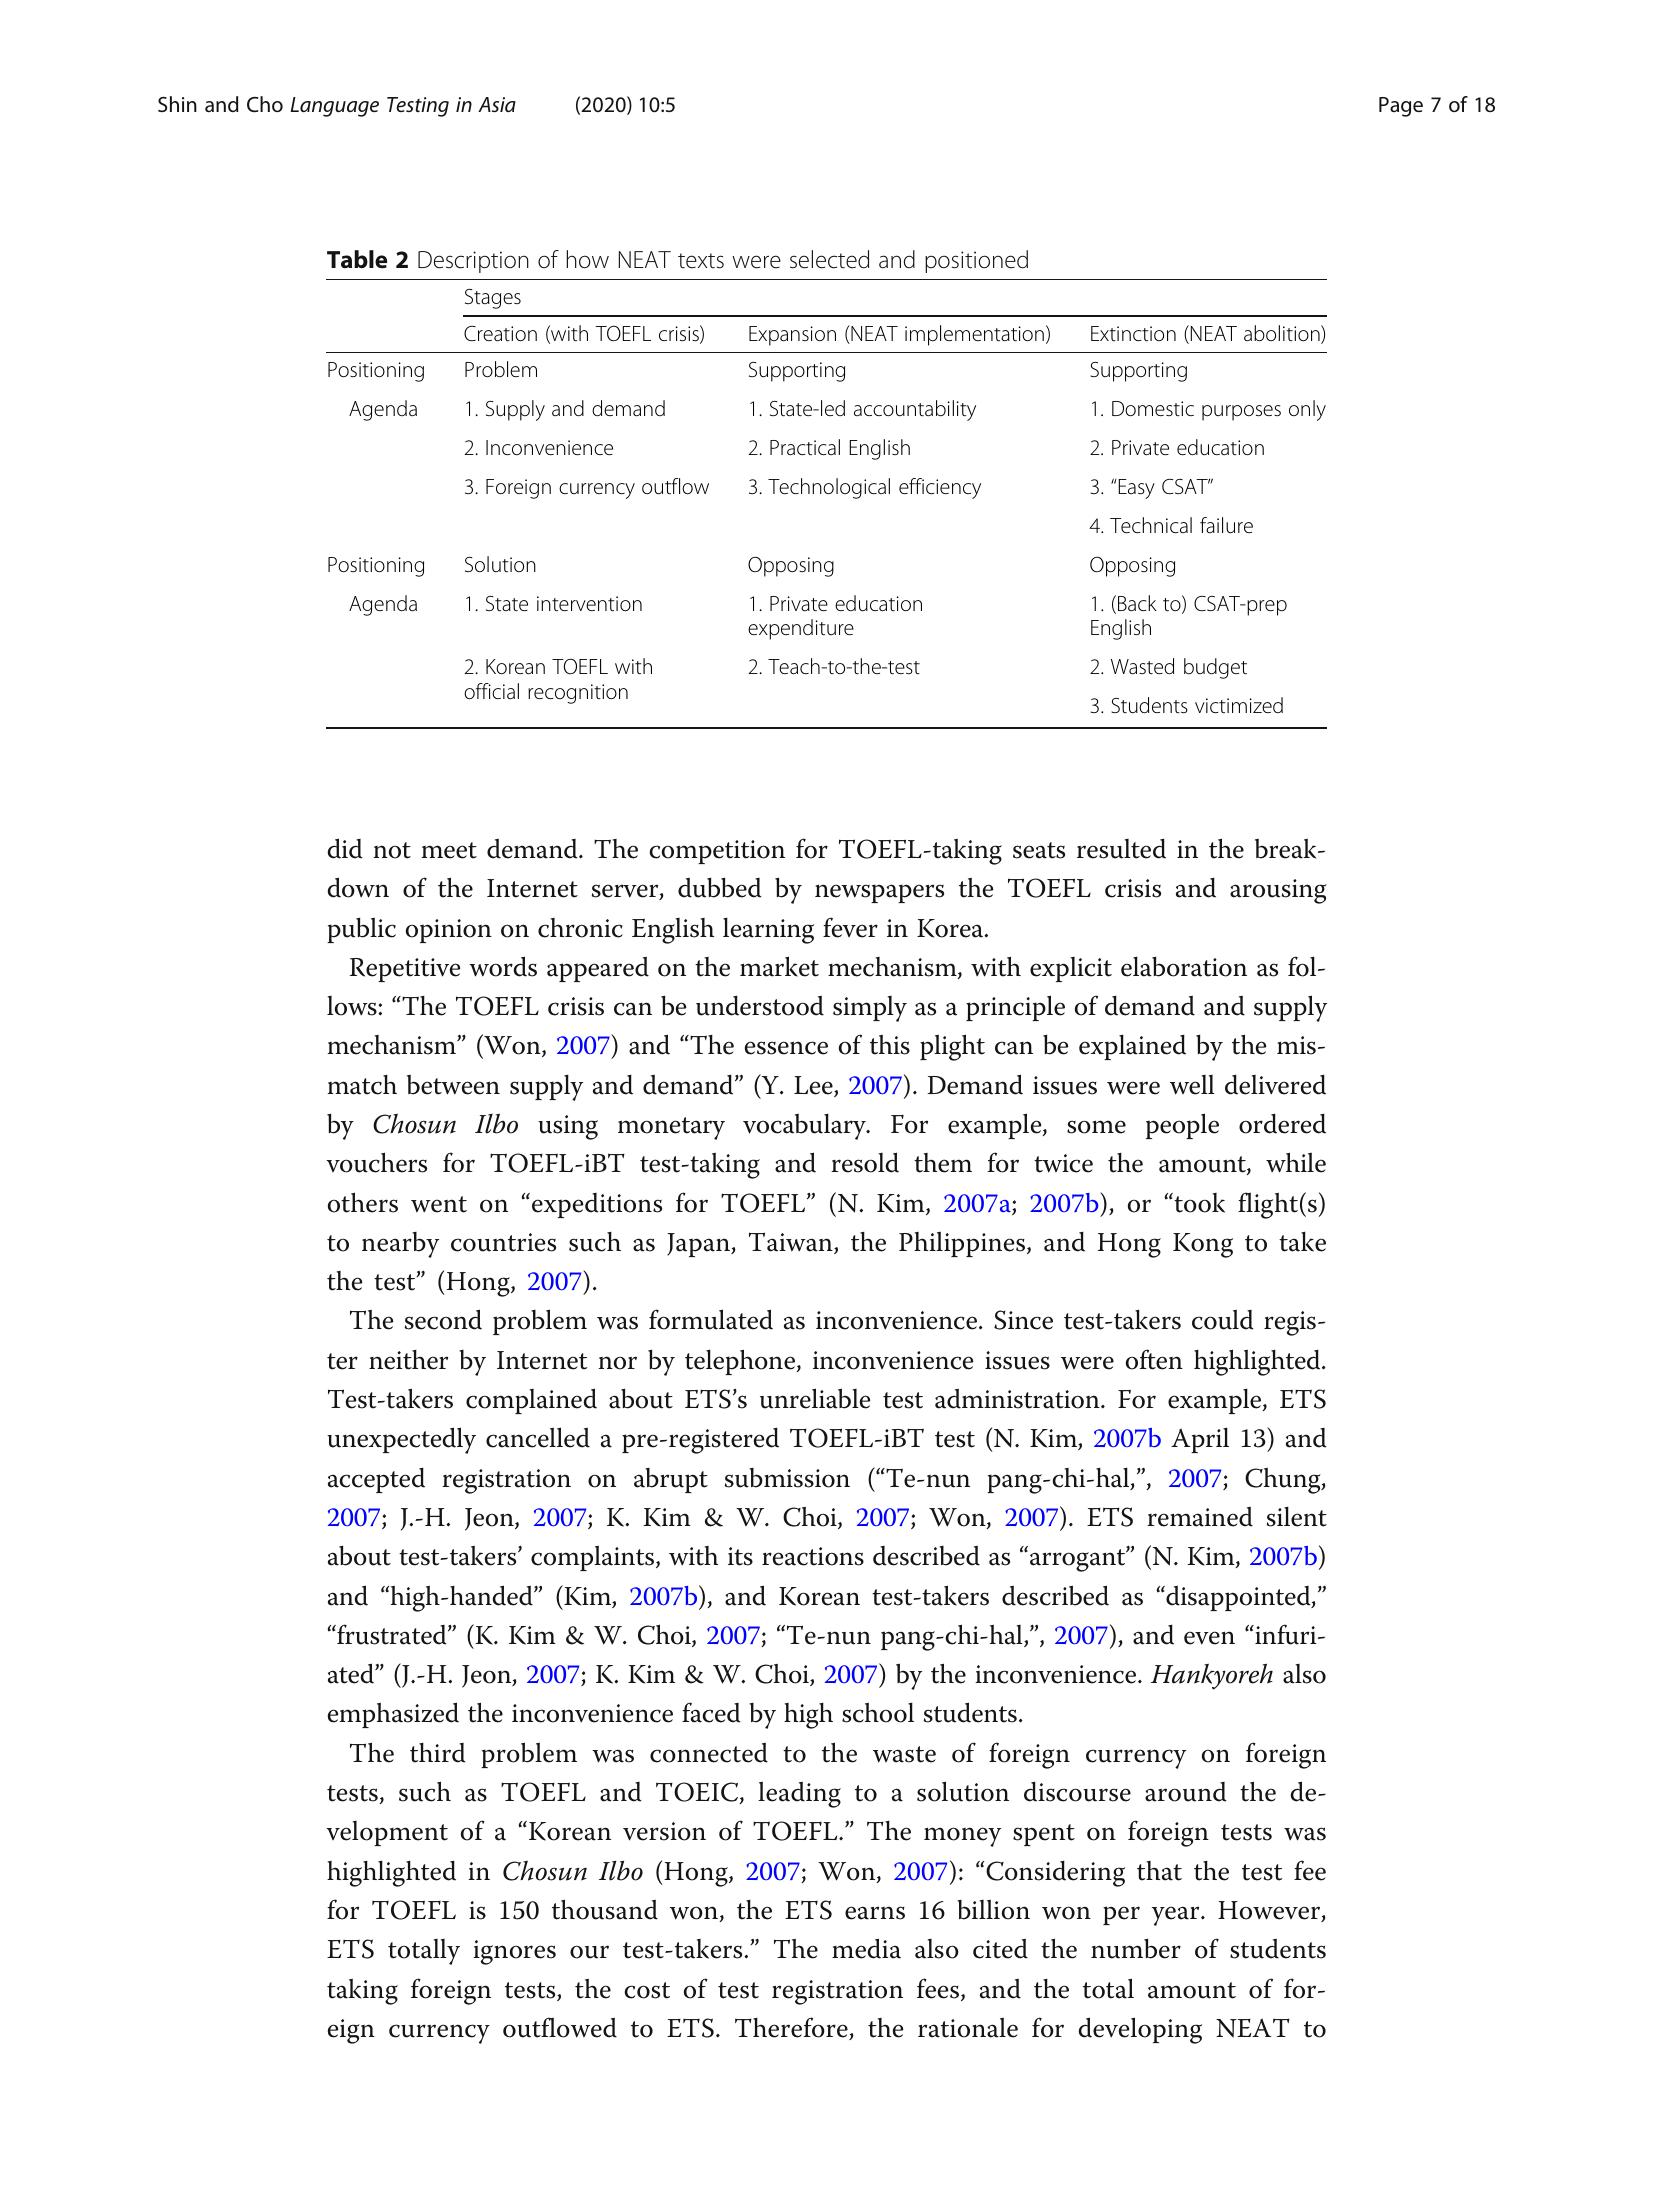 Shin and Cho Language Testing in Asia (2020) 10:5 Page 7 of 18
Table 2 Description of how NEAT texts were selected and positioned
Stages
Creation (with TOEFL crisis) Expansion (NEAT implementation) Extinction (NEAT abolition)
Positioning Problem Supporting Supporting
Agenda 1. Supply and demand 1. State-led accountability 1. Domestic purposes only
2. Inconvenience 2. Practical English 2. Private education
3. Foreign currency outflow 3. Technological efficiency 3. “Easy CSAT”
4. Technical failure
Positioning Solution Opposing Opposing
Agenda 1. State intervention 1. Private education 1. (Back to) CSAT-prep
expenditure English
2. Korean TOEFL with 2. Teach-to-the-test 2. Wasted budget
official recognition
3. Students victimized
did not meet demand. The competition for TOEFL-taking seats resulted in the break-
down of the Internet server, dubbed by newspapers the TOEFL crisis and arousing
public opinion on chronic English learning fever in Korea.
Repetitive words appeared on the market mechanism, with explicit elaboration as fol-
lows: “The TOEFL crisis can be understood simply as a principle of demand and supply
mechanism” (Won, 2007) and “The essence of this plight can be explained by the mis-
match between supply and demand” (Y. Lee, 2007). Demand issues were well delivered
by Chosun Ilbo using monetary vocabulary. For example, some people ordered
vouchers for TOEFL-iBT test-taking and resold them for twice the amount, while
others went on “expeditions for TOEFL” (N. Kim, 2007a; 2007b), or “took flight(s)
to nearby countries such as Japan, Taiwan, the Philippines, and Hong Kong to take
the test” (Hong, 2007).
The second problem was formulated as inconvenience. Since test-takers could regis-
ter neither by Internet nor by telephone, inconvenience issues were often highlighted.
Test-takers complained about ETS’s unreliable test administration. For example, ETS
unexpectedly cancelled a pre-registered TOEFL-iBT test (N. Kim, 2007b April 13) and
accepted registration on abrupt submission (“Te-nun pang-chi-hal,”, 2007; Chung,
2007; J.-H. Jeon, 2007; K. Kim & W. Choi, 2007; Won, 2007). ETS remained silent
about test-takers’ complaints, with its reactions described as “arrogant” (N. Kim, 2007b)
and “high-handed” (Kim, 2007b), and Korean test-takers described as “disappointed,”
“frustrated” (K. Kim & W. Choi, 2007; “Te-nun pang-chi-hal,”, 2007), and even “infuri-
ated” (J.-H. Jeon, 2007; K. Kim & W. Choi, 2007) by the inconvenience. Hankyoreh also
emphasized the inconvenience faced by high school students.
The third problem was connected to the waste of foreign currency on foreign
tests, such as TOEFL and TOEIC, leading to a solution discourse around the de-
velopment of a “Korean version of TOEFL.” The money spent on foreign tests was
highlighted in Chosun Ilbo (Hong, 2007; Won, 2007): “Considering that the test fee
for TOEFL is 150 thousand won, the ETS earns 16 billion won per year. However,
ETS totally ignores our test-takers.” The media also cited the number of students
taking foreign tests, the cost of test registration fees, and the total amount of for-
eign currency outflowed to ETS. Therefore, the rationale for developing NEAT to